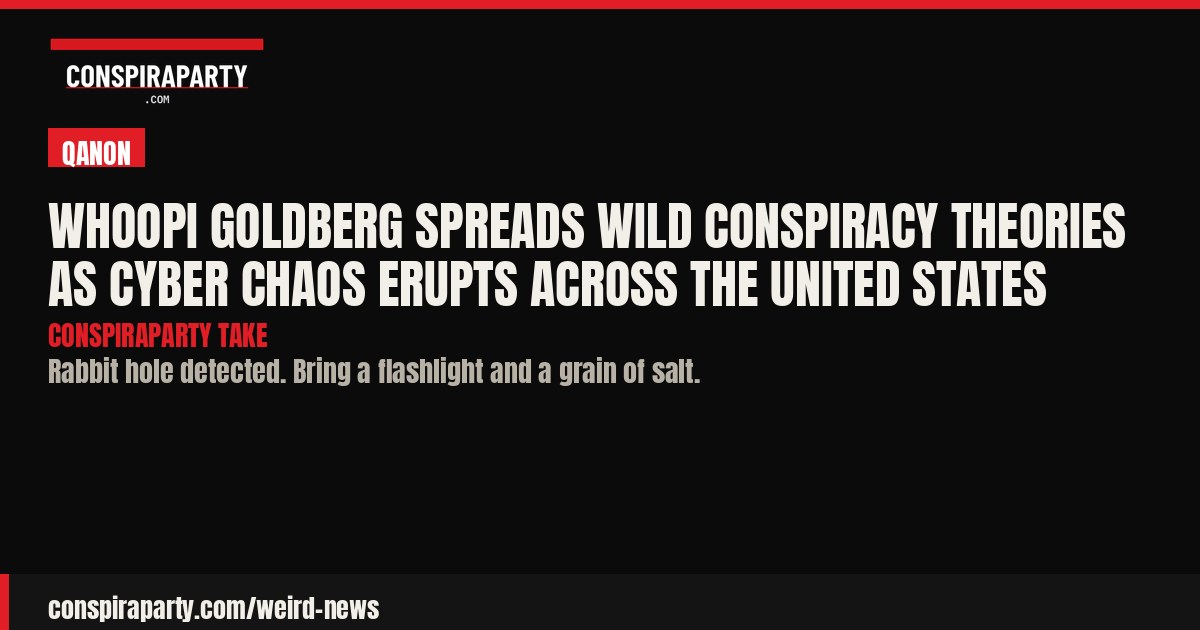 CONSPIRAPARTY
.COM
QANON
WHOOPI GOLDBERG SPREADS WILD CONSPIRACY THEORIES
AS CYBER CHAOS ERUPTS ACROSS THE UNITED STATES
CONSPIRAPARTY TAKE
Rabbit hole detected. Bring a flashlight and a grain of salt.
conspiraparty.com/weird-news